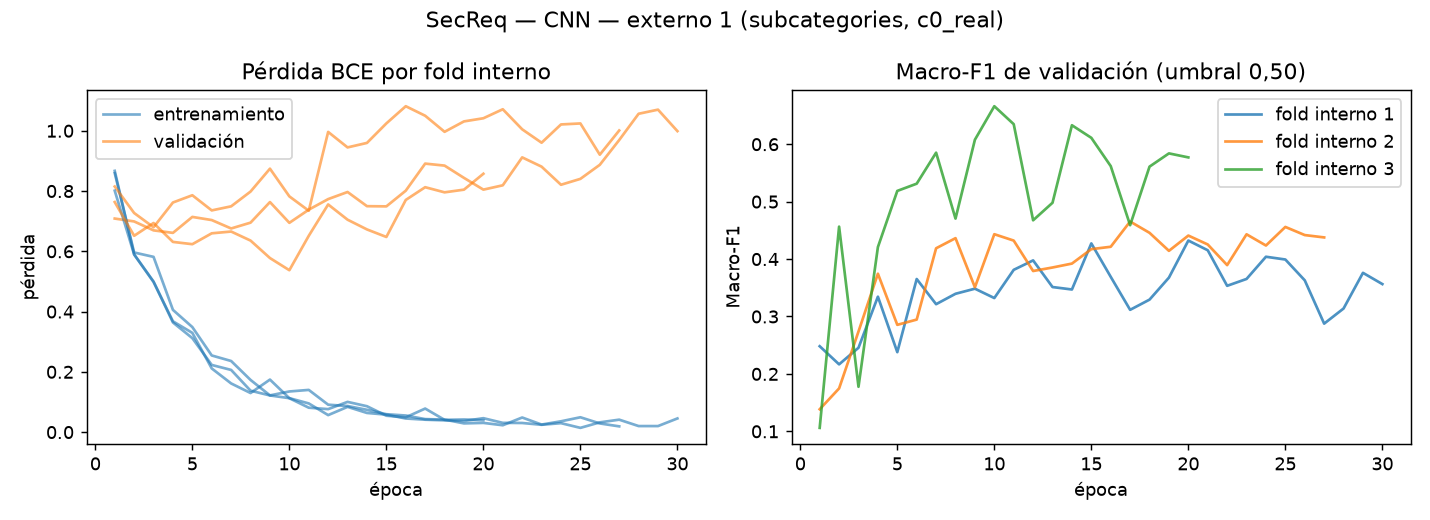 SecReq — CNN — externo 1 (subcategories, c0_real)
Pérdida BCE por fold interno
entrenamiento
validación
pérdida
1.0
0.8
0.6
0.4
0.2
0.0
0 5 10 15 20 25 30
época
Macro-F1 de validación (umbral 0,50)
fold interno 1
fold interno 2
fold interno 3
Macro-F1
0.6
0.5
0.4
0.3
0.2
0.1
0 5 10 15 20 25 30
época